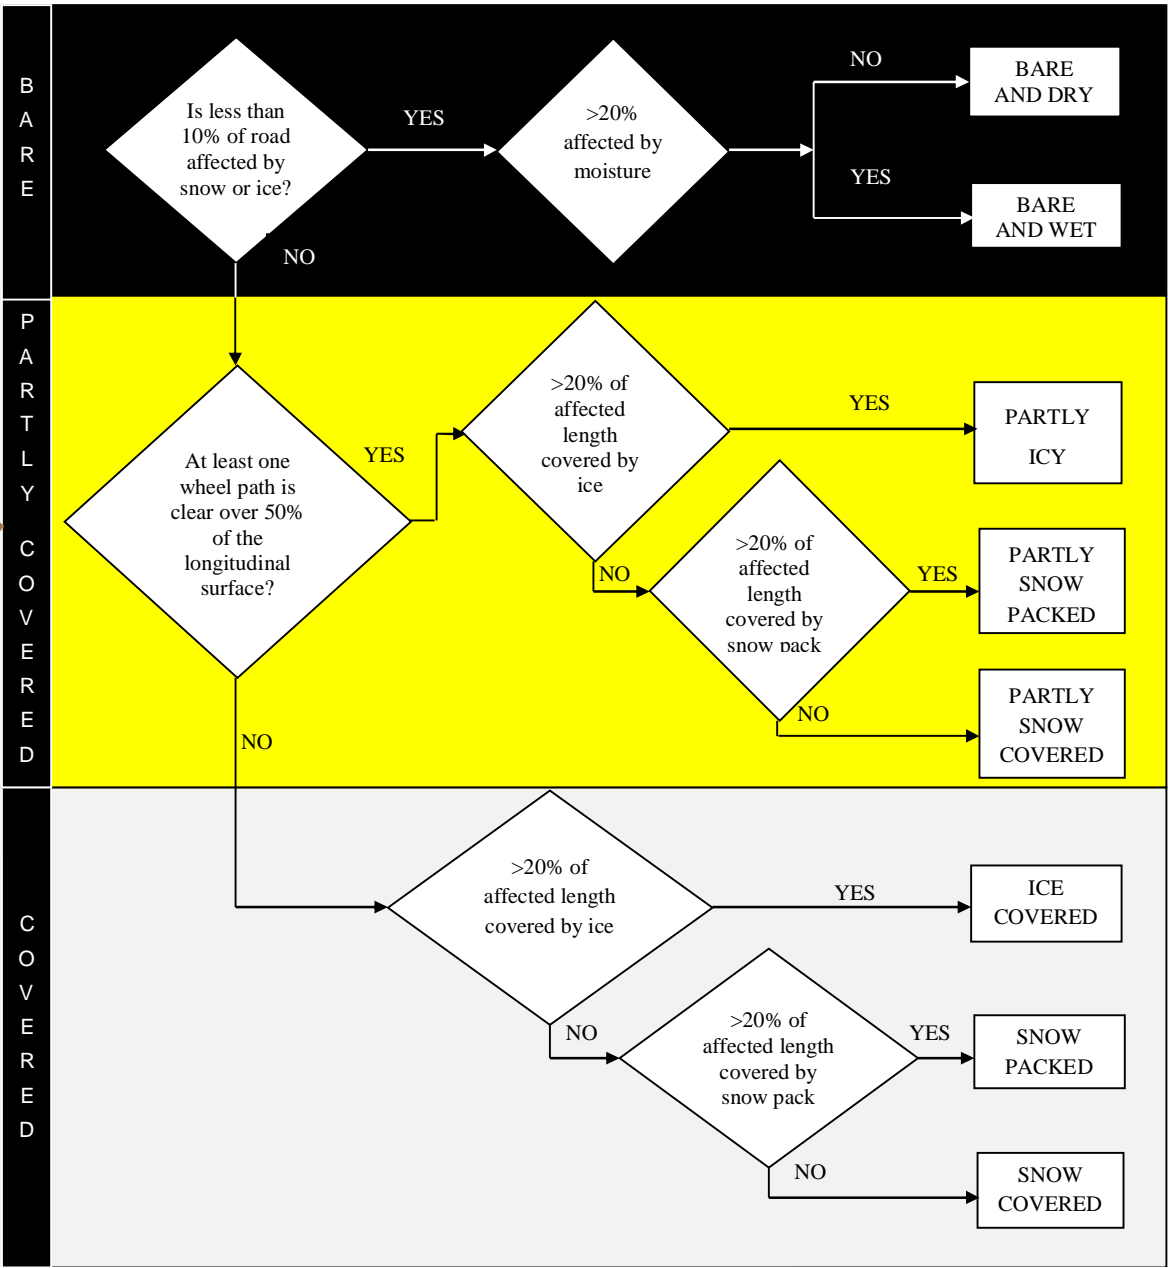 BARE
Is less than
10% of road
affected by
snow or ice?
YES
>20%
affected by
moisture
NO
BARE
AND DRY
YES
BARE
AND WET
NO
PARTLY COVERED
At least one
wheel path is
clear over 50%
of the
longitudinal
surface?
YES
>20% of
affected
length
covered by
ice
YES
PARTLY
ICY
NO
>20% of
affected
length
covered by
snow pack
YES
PARTLY
SNOW
PACKED
NO
PARTLY
SNOW
COVERED
NO
COVERED
>20% of
affected length
covered by ice
YES
ICE
COVERED
NO
>20% of
affected length
covered by
snow pack
YES
SNOW
PACKED
NO
SNOW
COVERED